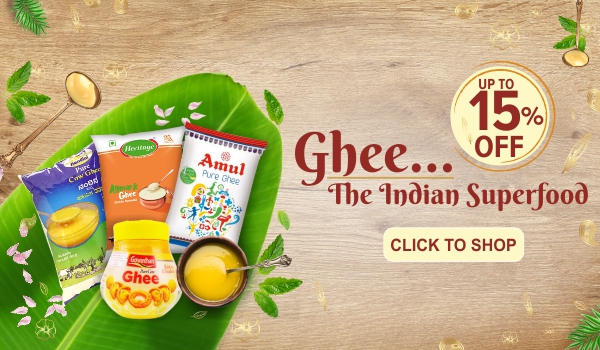 UP TO
15%
OFF
Ghee...
The Indian Superfood
CLICK TO SHOP
Pure
Cow Ghee
Heritage
Ghee
Amul
Pure Ghee
Govardhan
Ghee